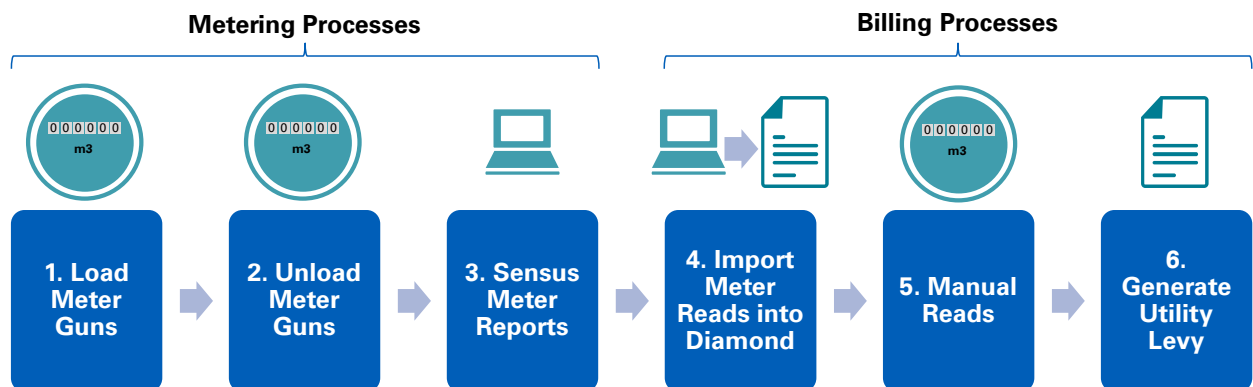 Metering Processes
Billing Processes
000000
m3
000000
m3
000000
m3
1. Load
Meter
Guns
2. Unload
Meter
Guns
3. Sensus
Meter
Reports
4. Import
Meter
Reads into
Diamond
5. Manual
Reads
6.
Generate
Utility
Levy